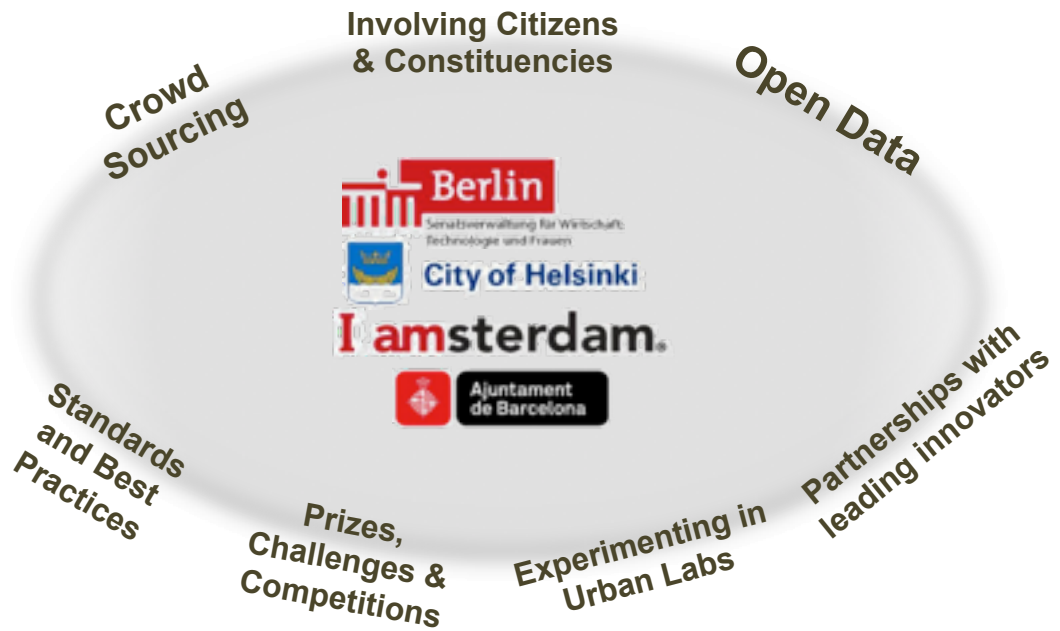 Involving Citizens
& Constituencies
Crowd
Sourcing
Open Data
Berlin
Senatsverwaltung für Wirtschaft,
Technologie und Frauen
City of Helsinki
I amsterdam.
Ajuntament
de Barcelona
Standards
and Best
Practices
Prizes,
Challenges &
Competitions
Experimenting in
Urban Labs
Partnerships with
leading innovators